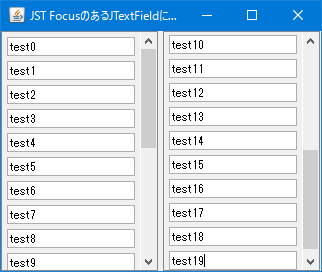 JST FocusのあるJTextFieldに...
test0
test1
test2
test3
test4
test5
test6
test7
test8
test9
test10
test11
test12
test13
test14
test15
test16
test17
test18
test19